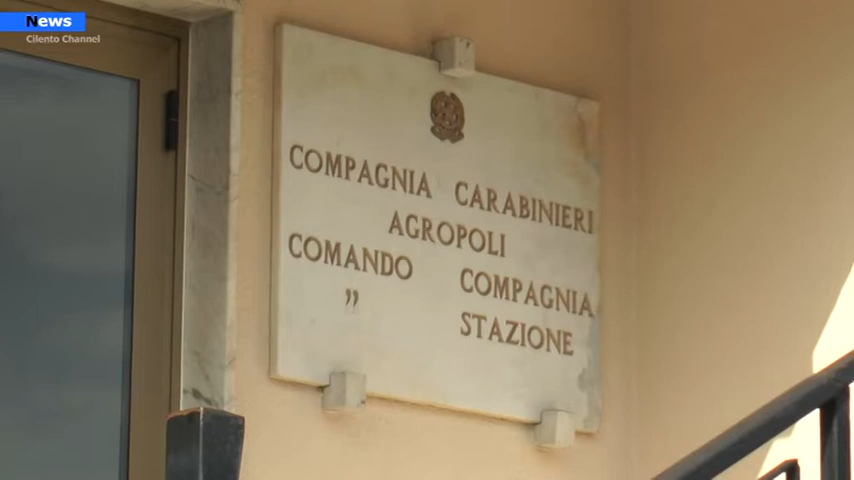 News
Cilento Channel
COMPAGNIA CARABINIERI
AGROPOLI
COMANDO COMPAGNIA
” STAZIONE